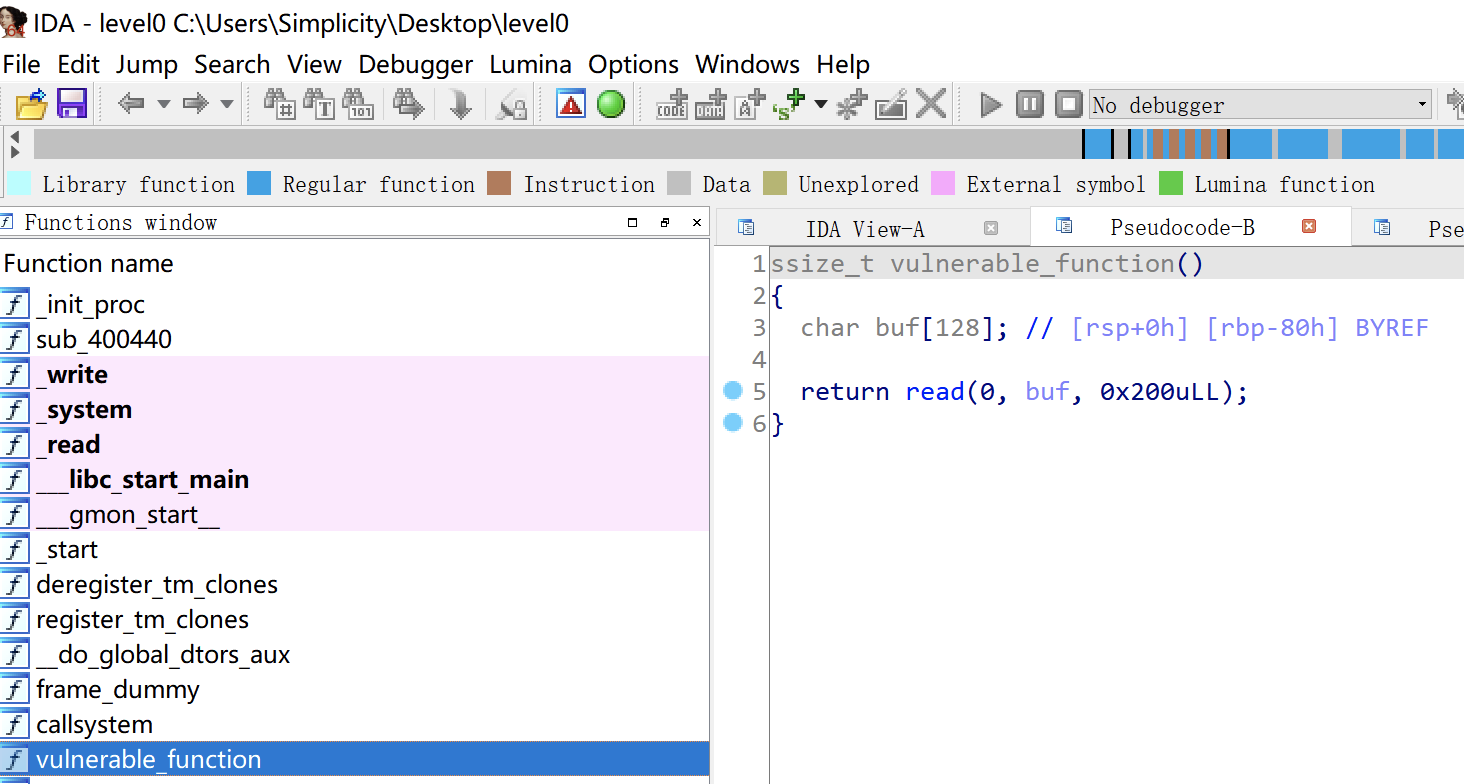 IDA - level0 C:\Users\Simplicity\Desktop\level0
File Edit Jump Search View Debugger Lumina Options Windows Help
No debugger
Library function Regular function Instruction Data Unexplored External symbol Lumina function
Functions window
IDA View-A Pseudocode-B Pse
Function name
_init_proc
sub_400440
_write
_system
_read
___libc_start_main
___gmon_start__
_start
deregister_tm_clones
register_tm_clones
__do_global_dtors_aux
frame_dummy
callsystem
vulnerable_function
1 ssize_t vulnerable_function()
2 {
3 char buf[128]; // [rsp+0h] [rbp-80h] BYREF
4
5 return read(0, buf, 0x200uLL);
6 }